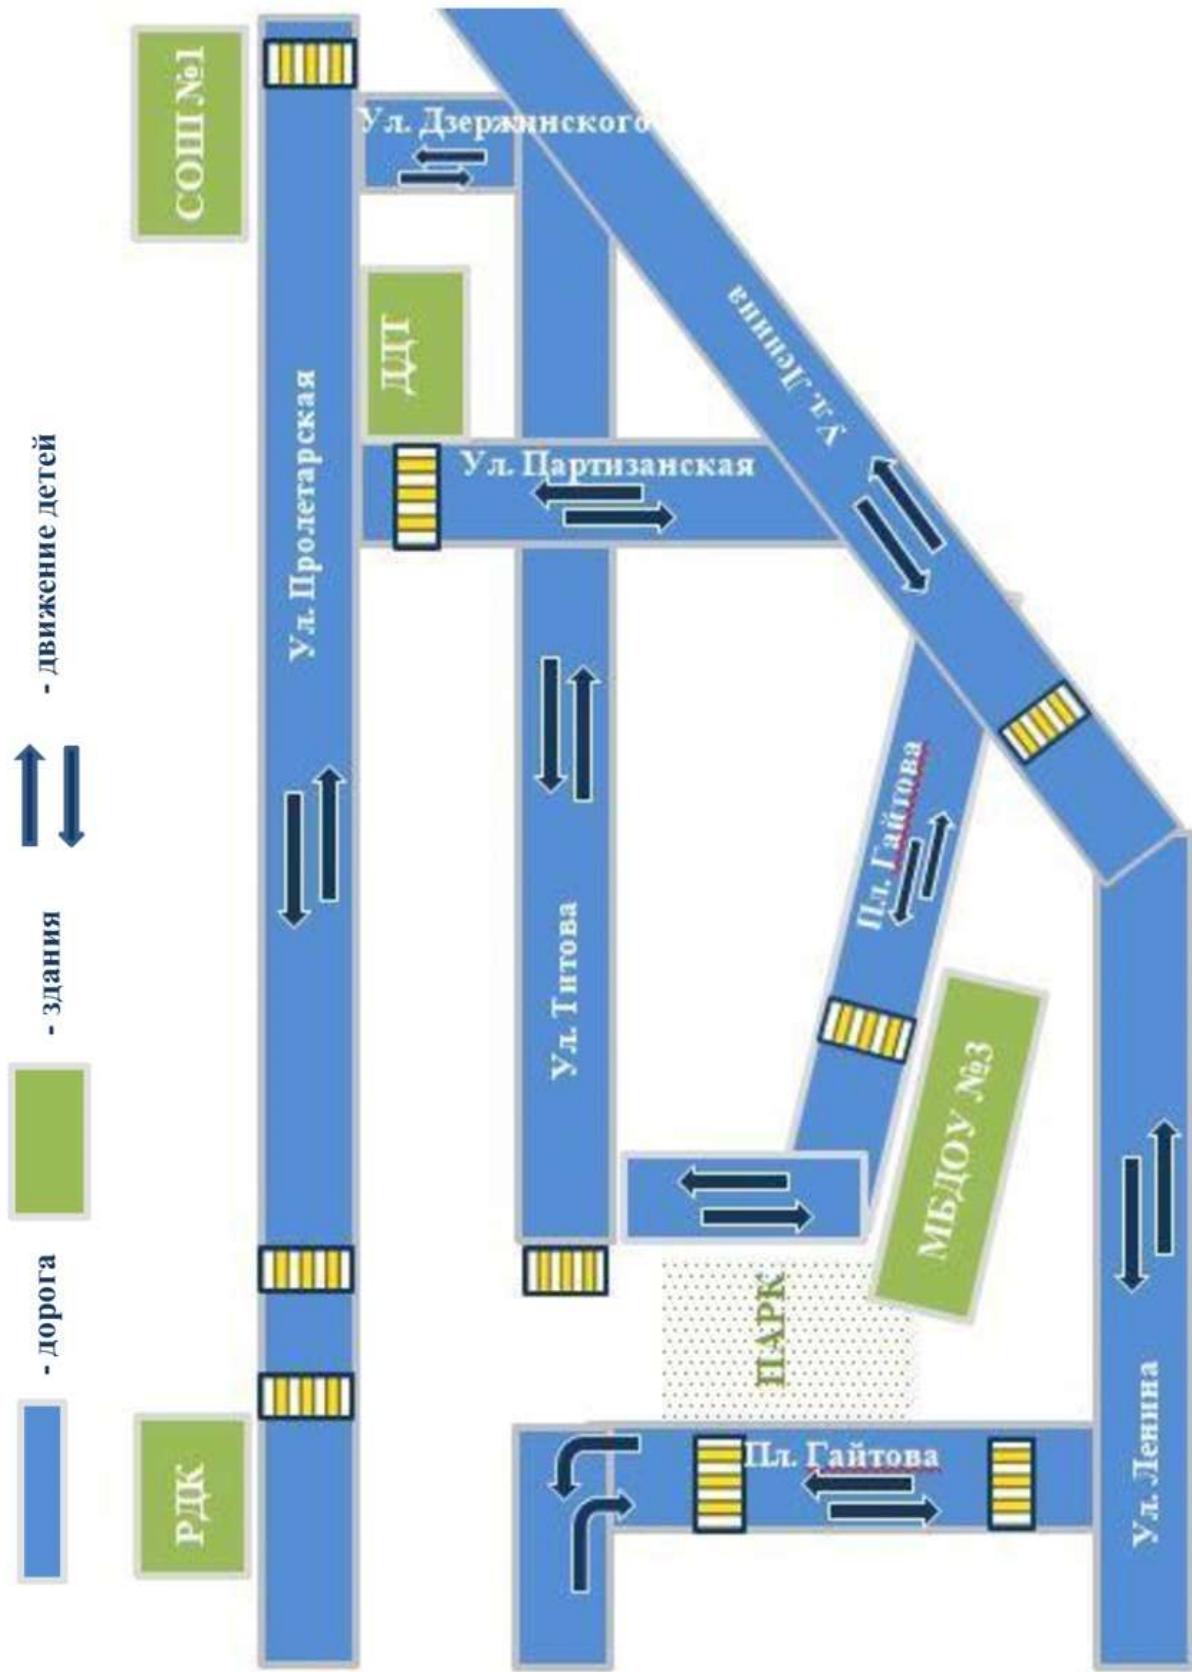 СОШ №1
Ул. Дзержинского
ДДТ
Ул. Пролетарская
Ул. Партизанская
Ул. Ленина
- движение детей
Пл. Гайтова
Ул. Титова
- здания
МБДОУ №3
ПАРК
- дорога
РДК
Пл. Гайтова
Ул. Ленина